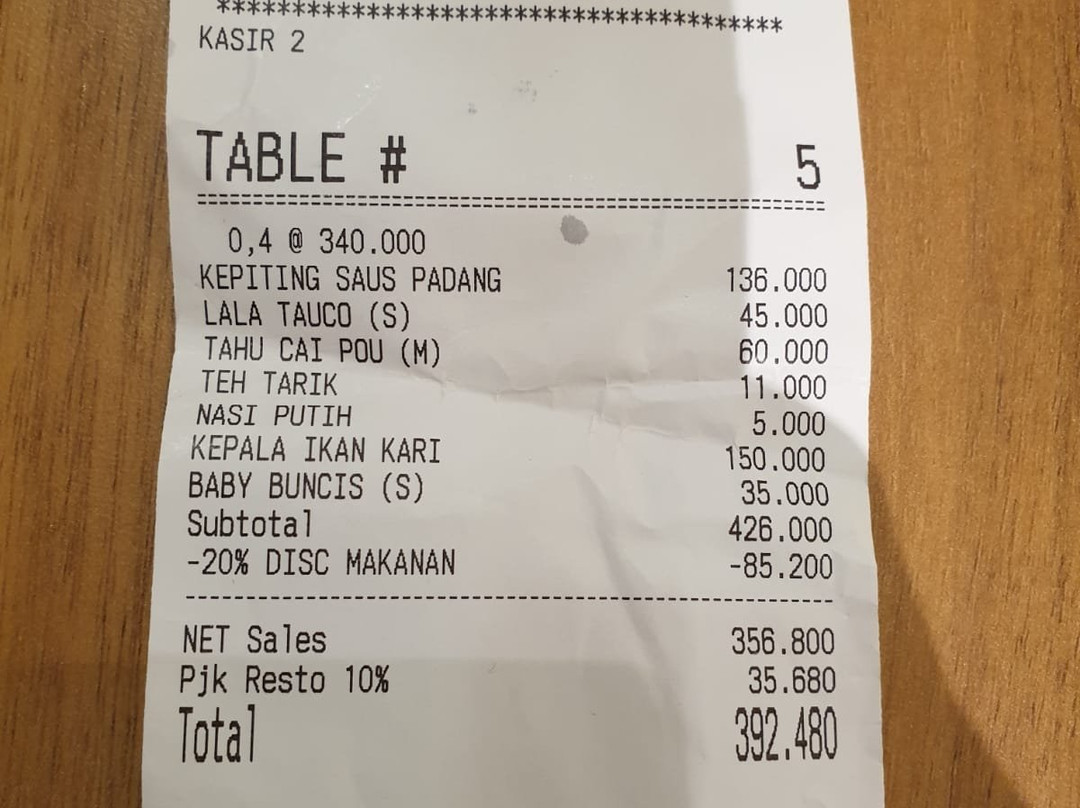 ****************************************
KASIR 2
TABLE # 5
0,4 @ 340.000
KEPITING SAUS PADANG 136.000
LALA TAUCO (S) 45.000
TAHU CAI POU (M) 60.000
TEH TARIK 11.000
NASI PUTIH 5.000
KEPALA IKAN KARI 150.000
BABY BUNCIS (S) 35.000
Subtotal 426.000
-20% DISC MAKANAN -85.200
NET Sales 356.800
Pjk Resto 10% 35.680
Total 392.480